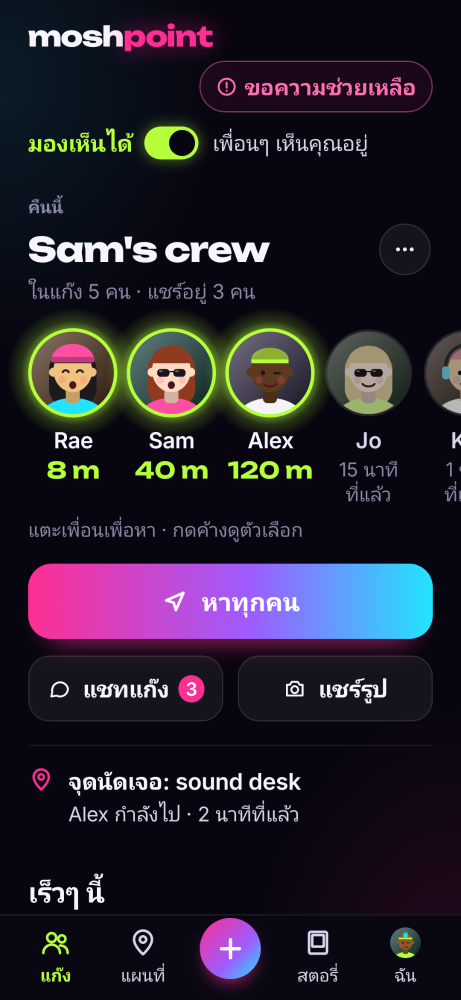 moshpoint
ขอความช่วยเหลือ
มองเห็นได้ เพื่อนๆ เห็นคุณอยู่
คืนนี้
Sam's crew
ในแก๊ง 5 คน · แชร์อยู่ 3 คน
Rae Sam Alex Jo
8 m 40 m 120 m 15 นาที
ที่แล้ว
แตะเพื่อนเพื่อหา · กดค้างดูตัวเลือก
หาทุกคน
แชทแก๊ง 3 แชร์รูป
จุดนัดเจอ: sound desk
Alex กำลังไป · 2 นาทีที่แล้ว
เร็วๆ นี้
แก๊ง แผนที่ สตอรี่ ฉัน